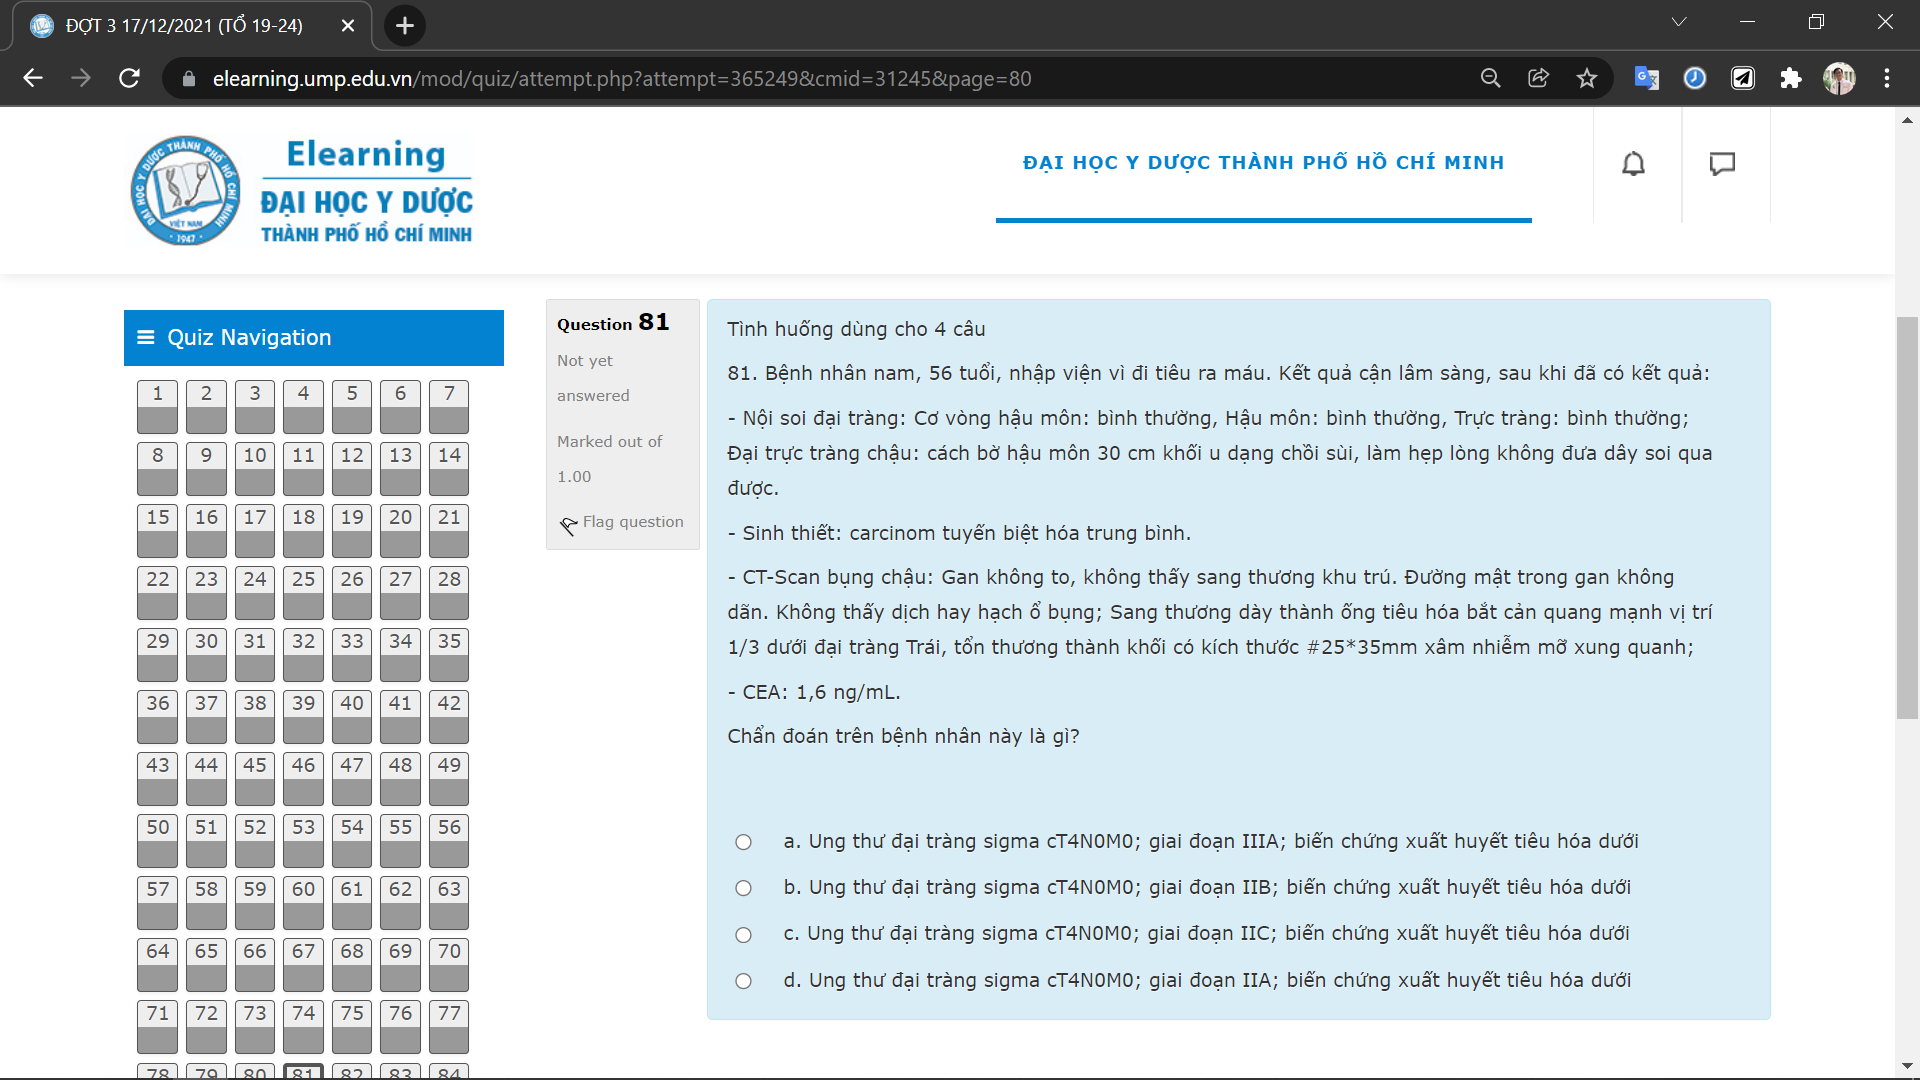 ĐỢT 3 17/12/2021 (TỔ 19-24)
elearning.ump.edu.vn/mod/quiz/attempt.php?attempt=365249&cmid=31245&page=80
ĐẠI HỌC Y DƯỢC THÀNH PHỐ HỒ CHÍ MINH
VIỆT NAM
1947
Elearning
ĐẠI HỌC Y DƯỢC
THÀNH PHỐ HỒ CHÍ MINH
ĐẠI HỌC Y DƯỢC THÀNH PHỐ HỒ CHÍ MINH
Quiz Navigation
1 2 3 4 5 6 7
8 9 10 11 12 13 14
15 16 17 18 19 20 21
22 23 24 25 26 27 28
29 30 31 32 33 34 35
36 37 38 39 40 41 42
43 44 45 46 47 48 49
50 51 52 53 54 55 56
57 58 59 60 61 62 63
64 65 66 67 68 69 70
71 72 73 74 75 76 77
78 79 80 81 82 83 84
Question 81
Not yet
answered
Marked out of
1.00
Flag question
Tình huống dùng cho 4 câu
81. Bệnh nhân nam, 56 tuổi, nhập viện vì đi tiêu ra máu. Kết quả cận lâm sàng, sau khi đã có kết quả:
- Nội soi đại tràng: Cơ vòng hậu môn: bình thường, Hậu môn: bình thường, Trực tràng: bình thường;
Đại trực tràng chậu: cách bờ hậu môn 30 cm khối u dạng chồi sùi, làm hẹp lòng không đưa dây soi qua
được.
- Sinh thiết: carcinom tuyến biệt hóa trung bình.
- CT-Scan bụng chậu: Gan không to, không thấy sang thương khu trú. Đường mật trong gan không
dãn. Không thấy dịch hay hạch ổ bụng; Sang thương dày thành ống tiêu hóa bắt cản quang mạnh vị trí
1/3 dưới đại tràng Trái, tổn thương thành khối có kích thước #25*35mm xâm nhiễm mỡ xung quanh;
- CEA: 1,6 ng/mL.
Chẩn đoán trên bệnh nhân này là gì?
a. Ung thư đại tràng sigma cT4N0M0; giai đoạn IIIA; biến chứng xuất huyết tiêu hóa dưới
b. Ung thư đại tràng sigma cT4N0M0; giai đoạn IIB; biến chứng xuất huyết tiêu hóa dưới
c. Ung thư đại tràng sigma cT4N0M0; giai đoạn IIC; biến chứng xuất huyết tiêu hóa dưới
d. Ung thư đại tràng sigma cT4N0M0; giai đoạn IIA; biến chứng xuất huyết tiêu hóa dưới